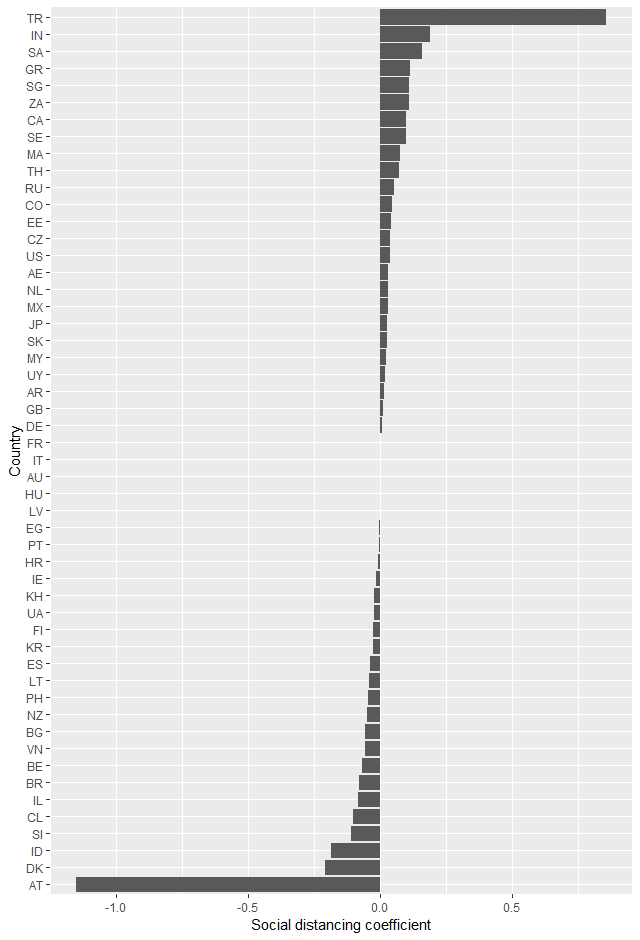 TR
IN
SA
GR
SG
ZA
CA
SE
MA
TH
RU
CO
EE
CZ
US
AE
NL
MX
JP
SK
MY
UY
AR
GB
DE
FR
IT
AU
HU
LV
EG
PT
HR
IE
KH
UA
FI
KR
ES
LT
PH
NZ
BG
VN
BE
BR
IL
CL
SI
ID
DK
AT
Country
-1.0 -0.5 0.0 0.5
Social distancing coefficient